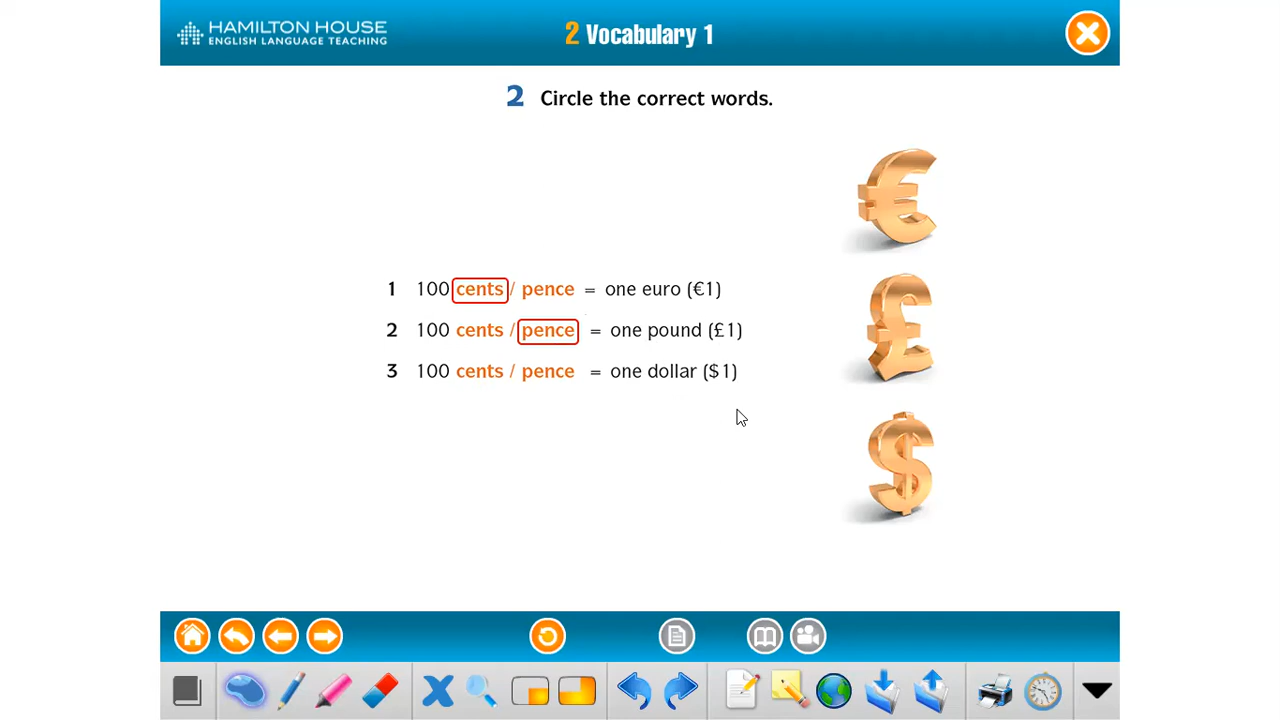 HAMILTON HOUSE
ENGLISH LANGUAGE TEACHING
2 Vocabulary 1
2 Circle the correct words.
1 100 cents / pence = one euro (€1)
2 100 cents / pence = one pound (£1)
3 100 cents / pence = one dollar ($1)